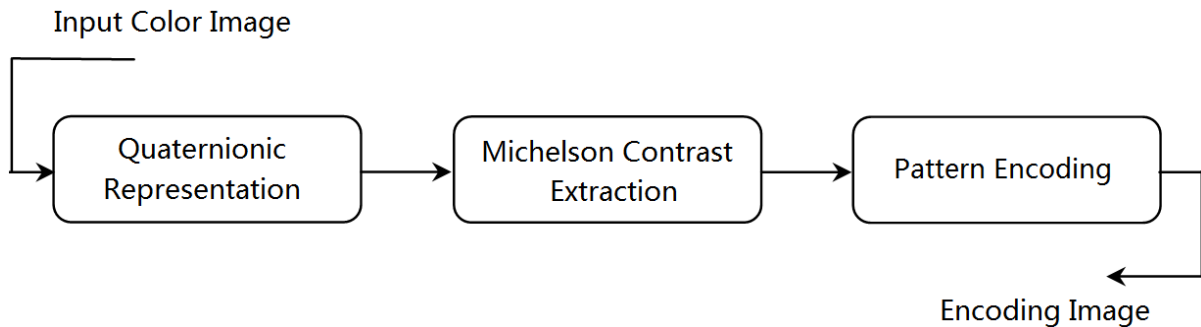 Input Color Image
Quaternionic
Representation
Michelson Contrast
Extraction
Pattern Encoding
Encoding Image